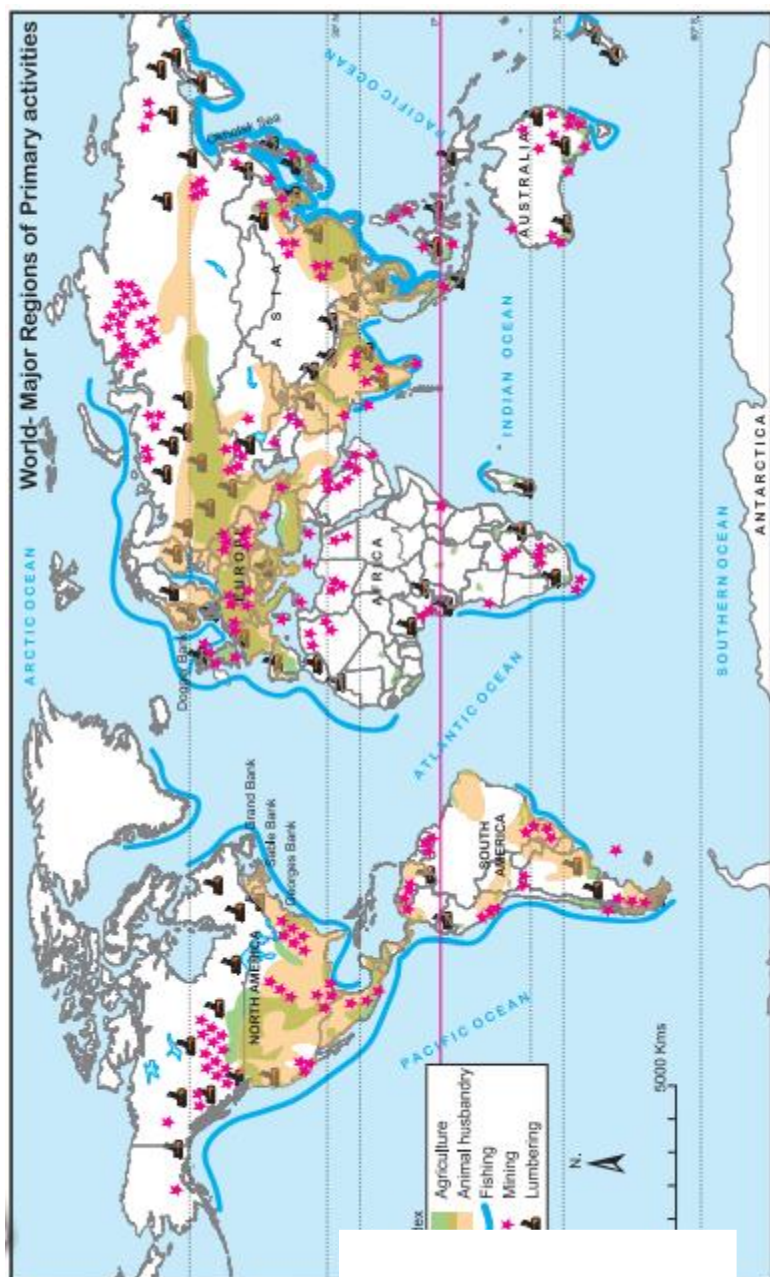 World- Major Regions of Primary activities
ARCTIC OCEAN
Dogger Bank
EUROPE
ASIA
Sea
Grand Bank
Sable Bank
Georges Bank
NORTH AMERICA
PACIFIC OCEAN
ATLANTIC OCEAN
AFRICA
INDIAN OCEAN
PACIFIC OCEAN
SOUTH
AMERICA
AUSTRALIA
SOUTHERN OCEAN
ANTARCTICA
dex
Agriculture
Animal husbandry
Fishing
Mining
Lumbering
N.
5000 Kms